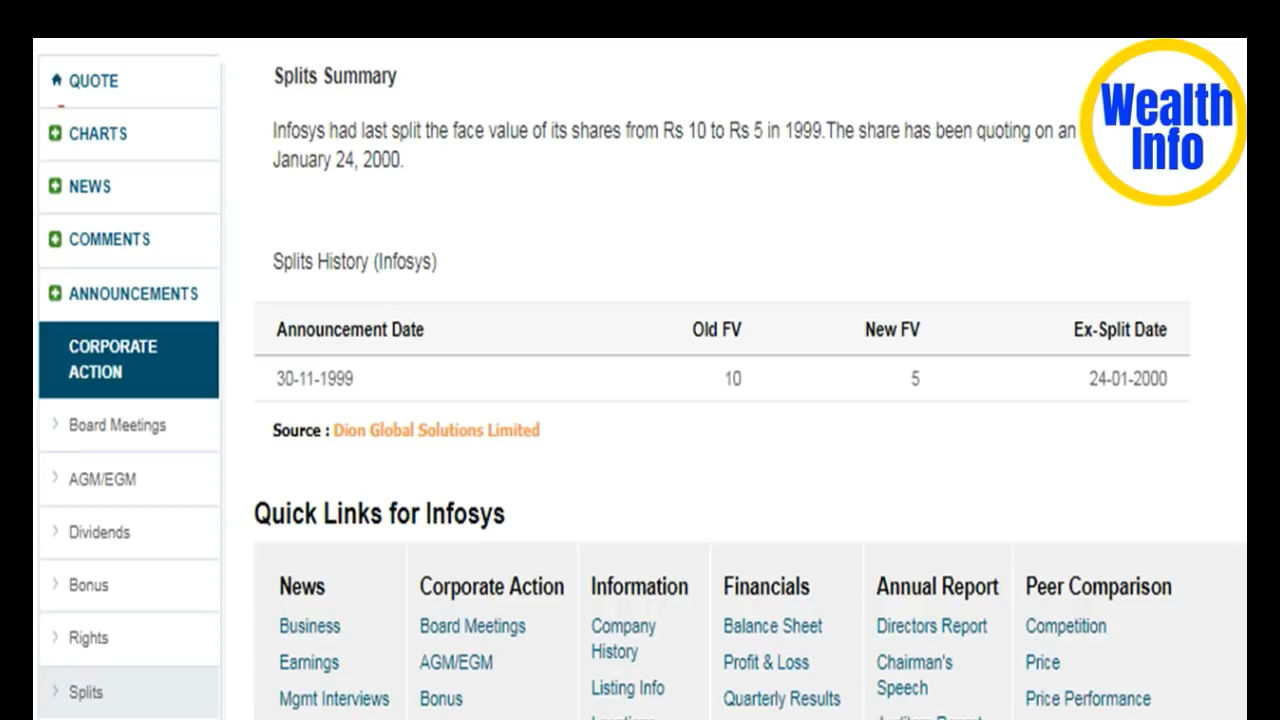 QUOTE
CHARTS
NEWS
COMMENTS
ANNOUNCEMENTS
CORPORATE
ACTION
Board Meetings
AGM/EGM
Dividends
Bonus
Rights
Splits
Splits Summary
Infosys had last split the face value of its shares from Rs 10 to Rs 5 in 1999.The share has been quoting on an
January 24, 2000.
Wealth
Info
Splits History (Infosys)
Announcement Date Old FV New FV Ex-Split Date
30-11-1999 10 5 24-01-2000
Source : Dion Global Solutions Limited
Quick Links for Infosys
News
Business
Earnings
Mgmt Interviews
Corporate Action
Board Meetings
AGM/EGM
Bonus
Information
Company
History
Listing Info
Financials
Balance Sheet
Profit & Loss
Quarterly Results
Annual Report
Directors Report
Chairman's
Speech
Peer Comparison
Competition
Price
Price Performance